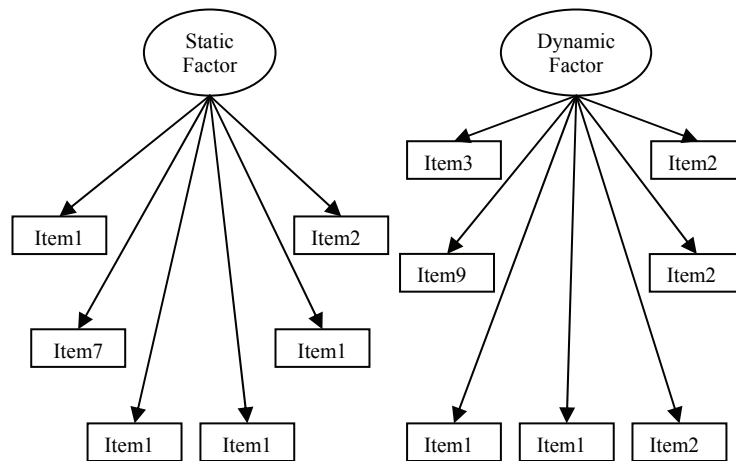 Static
Factor
Dynamic
Factor
Item3
Item2
Item1
Item2
Item9
Item2
Item7
Item1
Item1
Item1
Item1
Item1
Item2